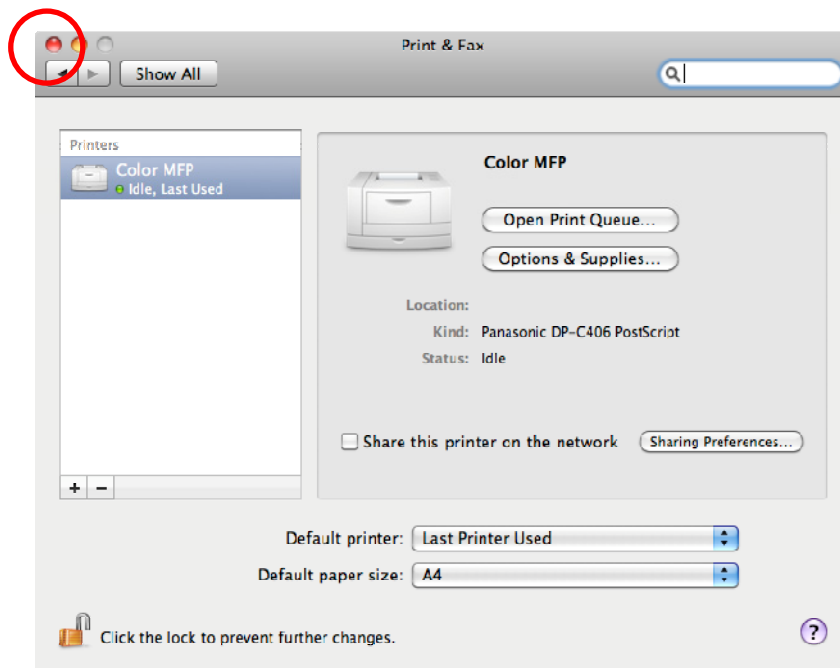 Print & Fax
Show All
Printers
Color MFP
Idle, Last Used
Color MFP
Open Print Queue...
Options & Supplies...
Location:
Kind: Panasonic DP-C406 PostScript
Status: Idle
Share this printer on the network Sharing Preferences...
+ −
Default printer: Last Printer Used
Default paper size: A4
Click the lock to prevent further changes.
?